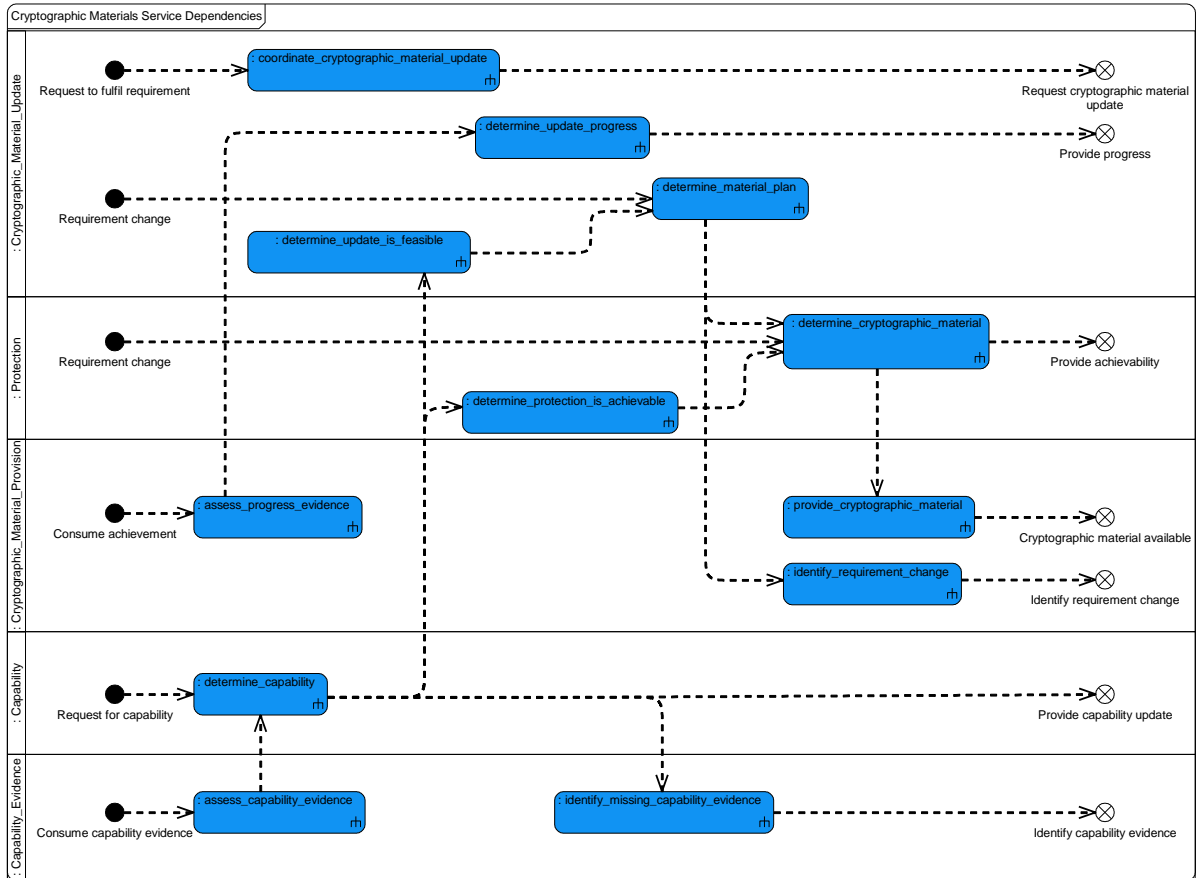 Cryptographic Materials Service Dependencies
: Cryptographic_Material_Update
: coordinate_cryptographic_material_update
Request to fulfil requirement
Request cryptographic material
update
: determine_update_progress
Provide progress
: determine_material_plan
Requirement change
: determine_update_is_feasible
: Protection
: determine_cryptographic_material
Requirement change
Provide achievability
: determine_protection_is_achievable
: Cryptographic_Material_Provision
: assess_progress_evidence
Consume achievement
: provide_cryptographic_material
Cryptographic material available
: identify_requirement_change
Identify requirement change
: Capability
: determine_capability
Request for capability
Provide capability update
: Capability_Evidence
: assess_capability_evidence
Consume capability evidence
: identify_missing_capability_evidence
Identify capability evidence